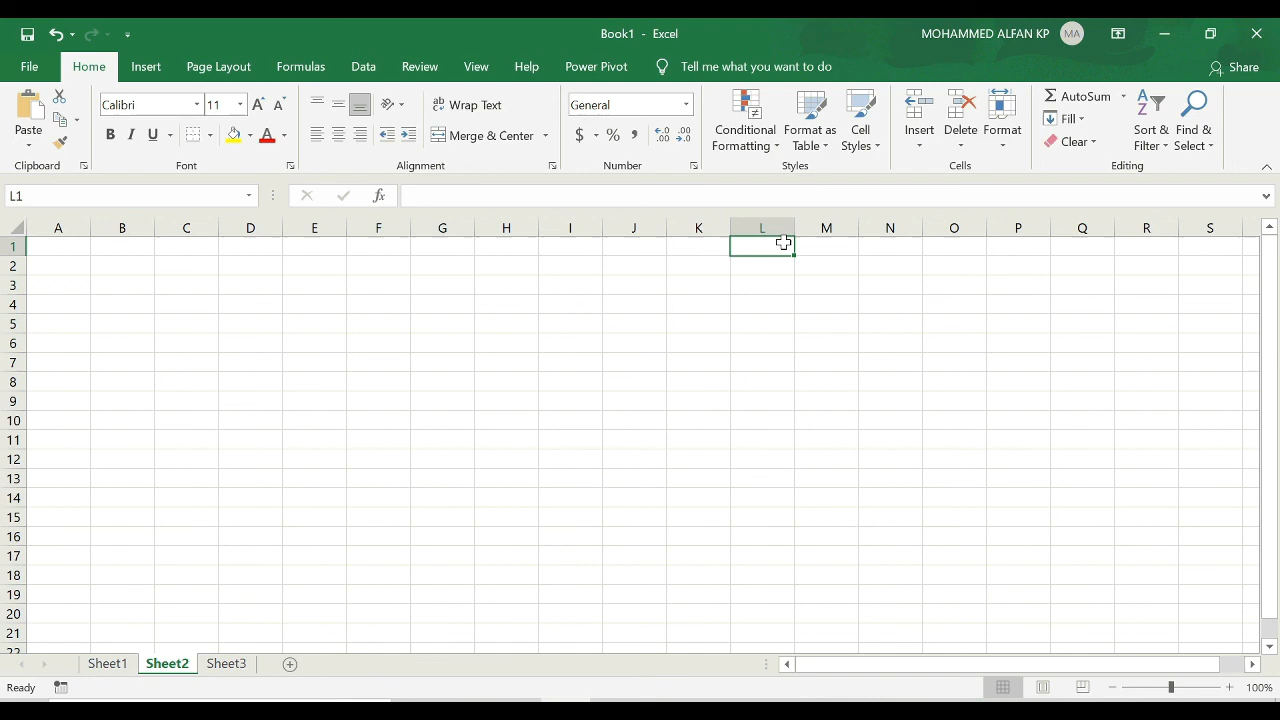 Book1 - Excel
MOHAMMED ALFAN KP
MA
File
Home
Insert
Page Layout
Formulas
Data
Review
View
Help
Power Pivot
Tell me what you want to do
Share
Paste
Calibri
11
Wrap Text
Merge & Center
General
Conditional
Formatting
Format as
Table
Cell
Styles
Insert
Delete
Format
AutoSum
Fill
Clear
Sort &
Filter
Find &
Select
Clipboard
Font
Alignment
Number
Styles
Cells
Editing
L1
fx
A B C D E F G H I J K L M N O P Q R S
1
2
3
4
5
6
7
8
9
10
11
12
13
14
15
16
17
18
19
20
21
22
Sheet1
Sheet2
Sheet3
Ready
100%